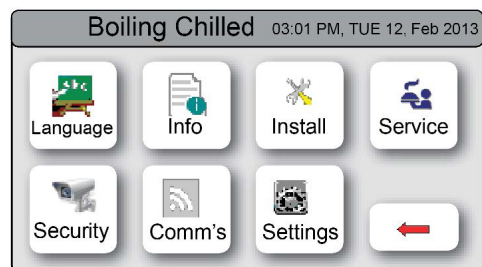 Boiling Chilled 03:01 PM, TUE 12, Feb 2013
Language Info Install Service
Security Comm's Settings